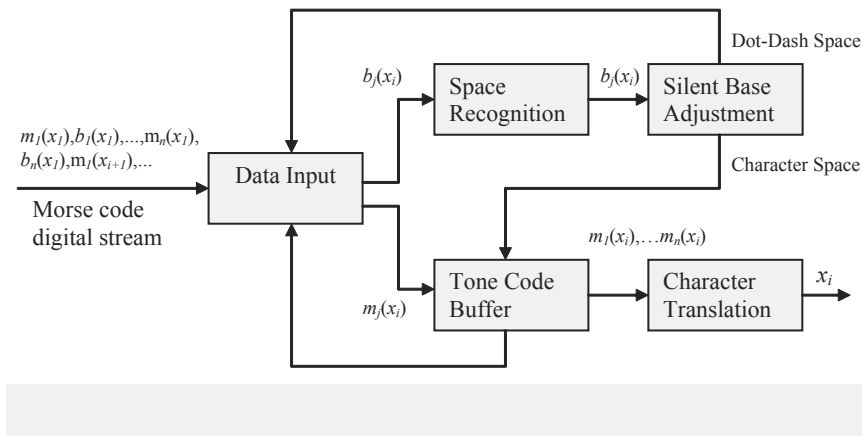 Dot-Dash Space
b_j(x_i)
Space
Recognition
b_j(x_i)
Silent Base
Adjustment
m_1(x_1),b_1(x_1),...,m_n(x_1),
b_n(x_1),m_1(x_{i+1}),...
Data Input
Morse code
digital stream
Character Space
m_1(x_i),…m_n(x_i)
Tone Code
Buffer
m_j(x_i)
Character
Translation
x_i